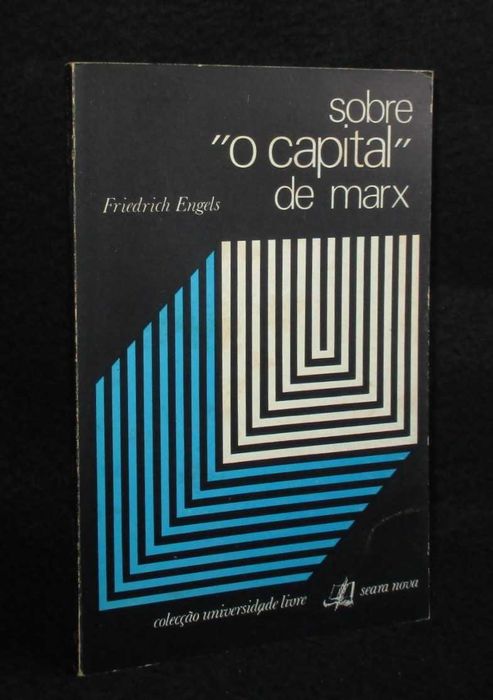 sobre
"o capital"
de marx
Friedrich Engels
colecção universidade livre
seara nova